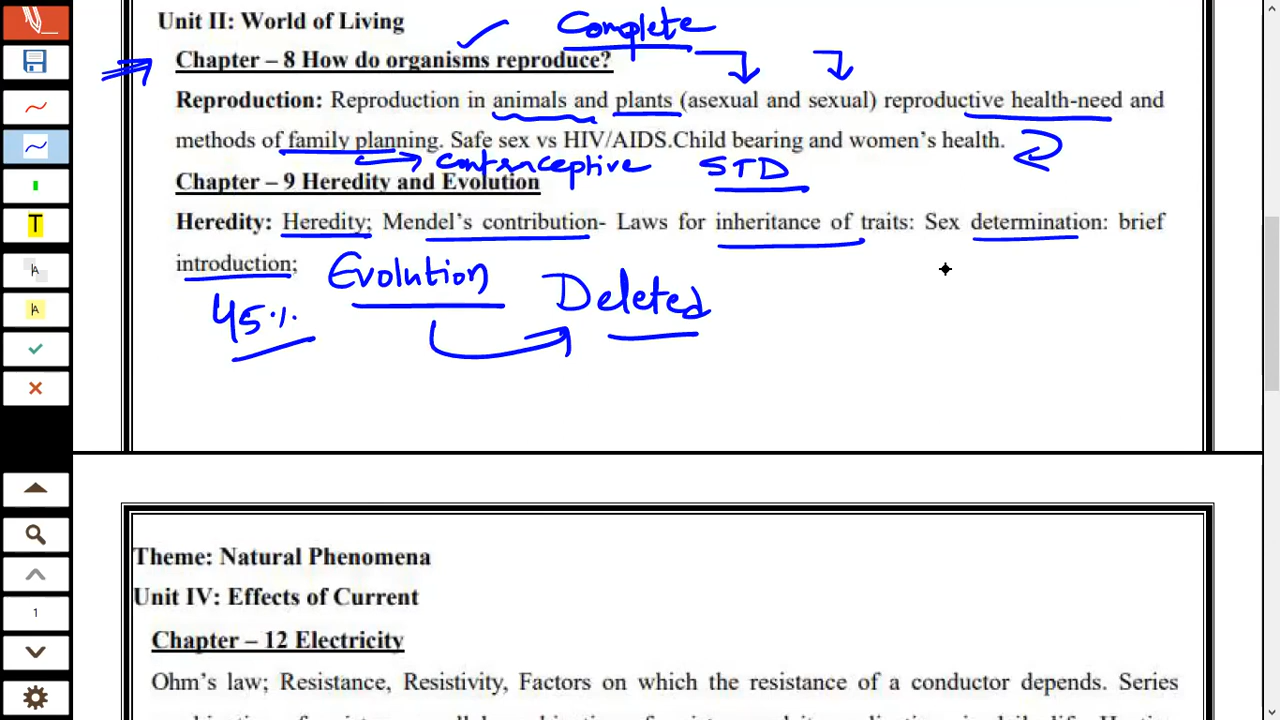 Unit II: World of Living
Complete
Chapter – 8 How do organisms reproduce?
Reproduction: Reproduction in animals and plants (asexual and sexual) reproductive health-need and
methods of family planning. Safe sex vs HIV/AIDS.Child bearing and women's health.
contraceptive STD
Chapter – 9 Heredity and Evolution
Heredity: Heredity; Mendel's contribution- Laws for inheritance of traits: Sex determination: brief
introduction;
Evolution Deleted
45%
Theme: Natural Phenomena
Unit IV: Effects of Current
1
Chapter – 12 Electricity
Ohm's law; Resistance, Resistivity, Factors on which the resistance of a conductor depends. Series